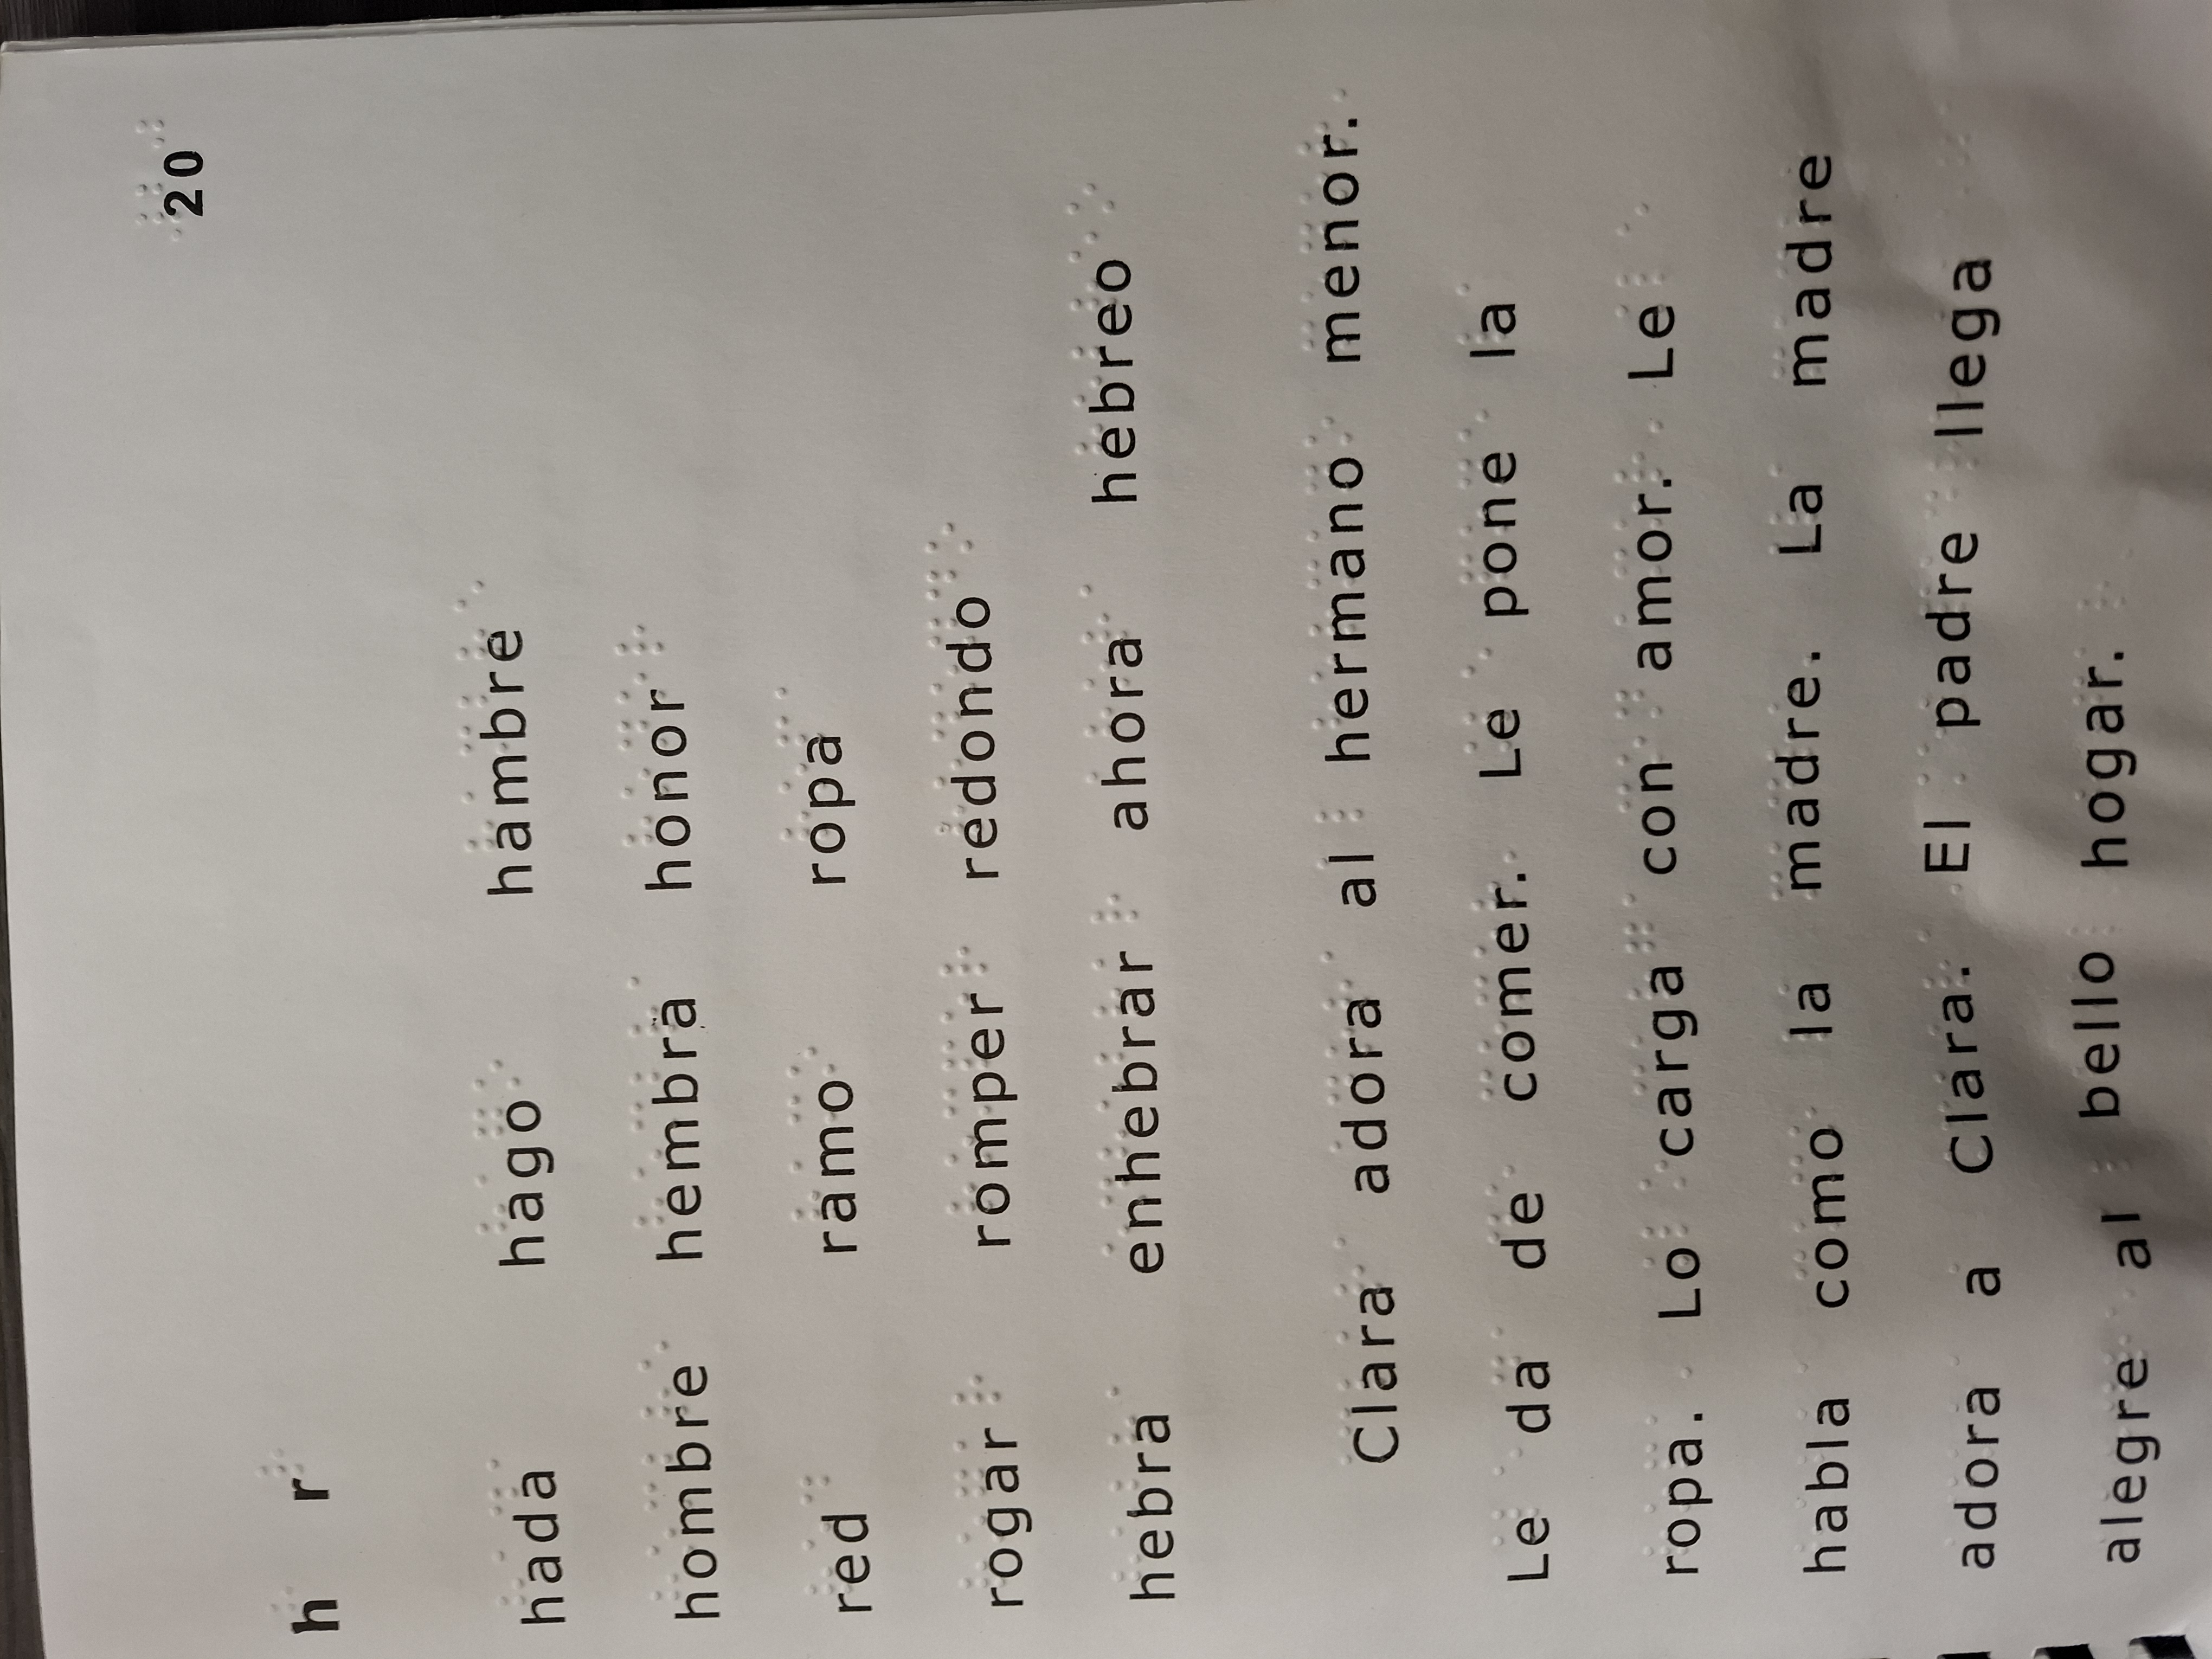 20
h r
hada hago hambre
hombre hembra honor
red ramo ropa
rogar romper redondo
hebra enhebrar ahora hebreo
Clara adora al hermano menor.
Le da de comer. Le pone la
ropa. Lo carga con amor. Le
habla como la madre. La madre
adora a Clara. El padre llega
alegre al bello hogar.